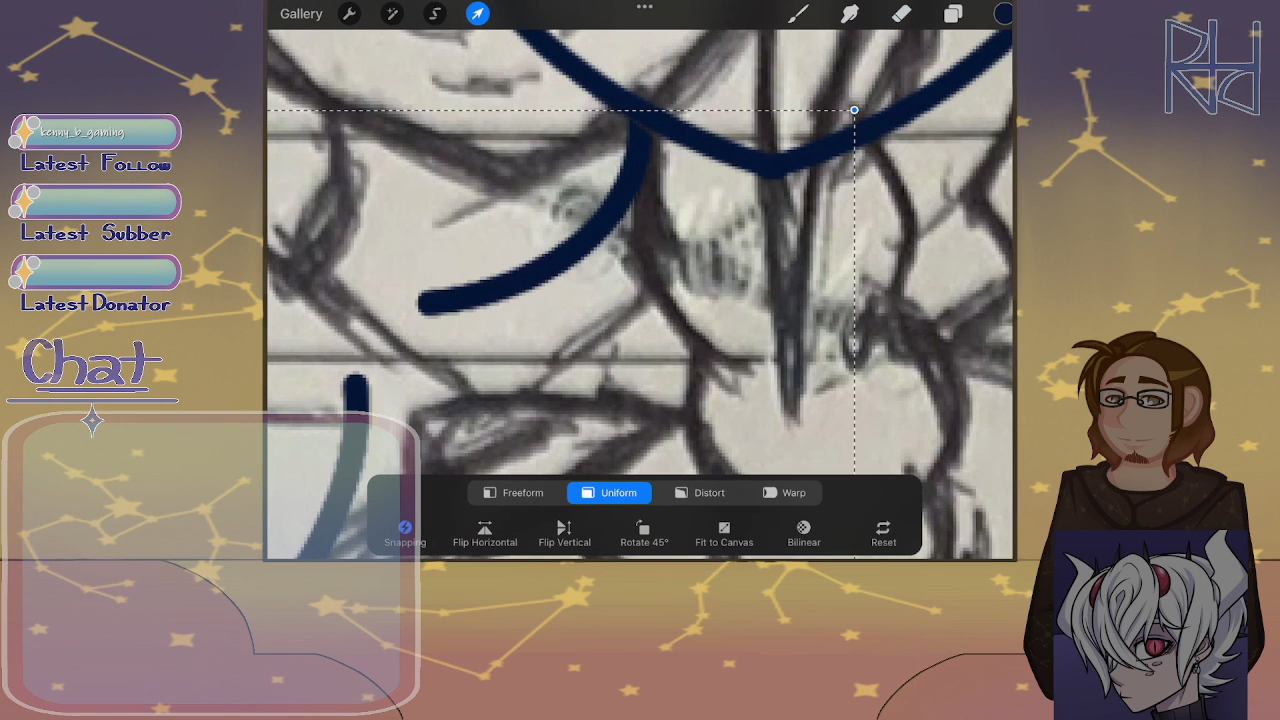 Gallery
kenny_b_gaming
Latest Follow
Latest Subber
Latest Donator
Chat
Freeform
Uniform
Distort
Warp
Snapping
Flip Horizontal
Flip Vertical
Rotate 45°
Fit to Canvas
Bilinear
Reset